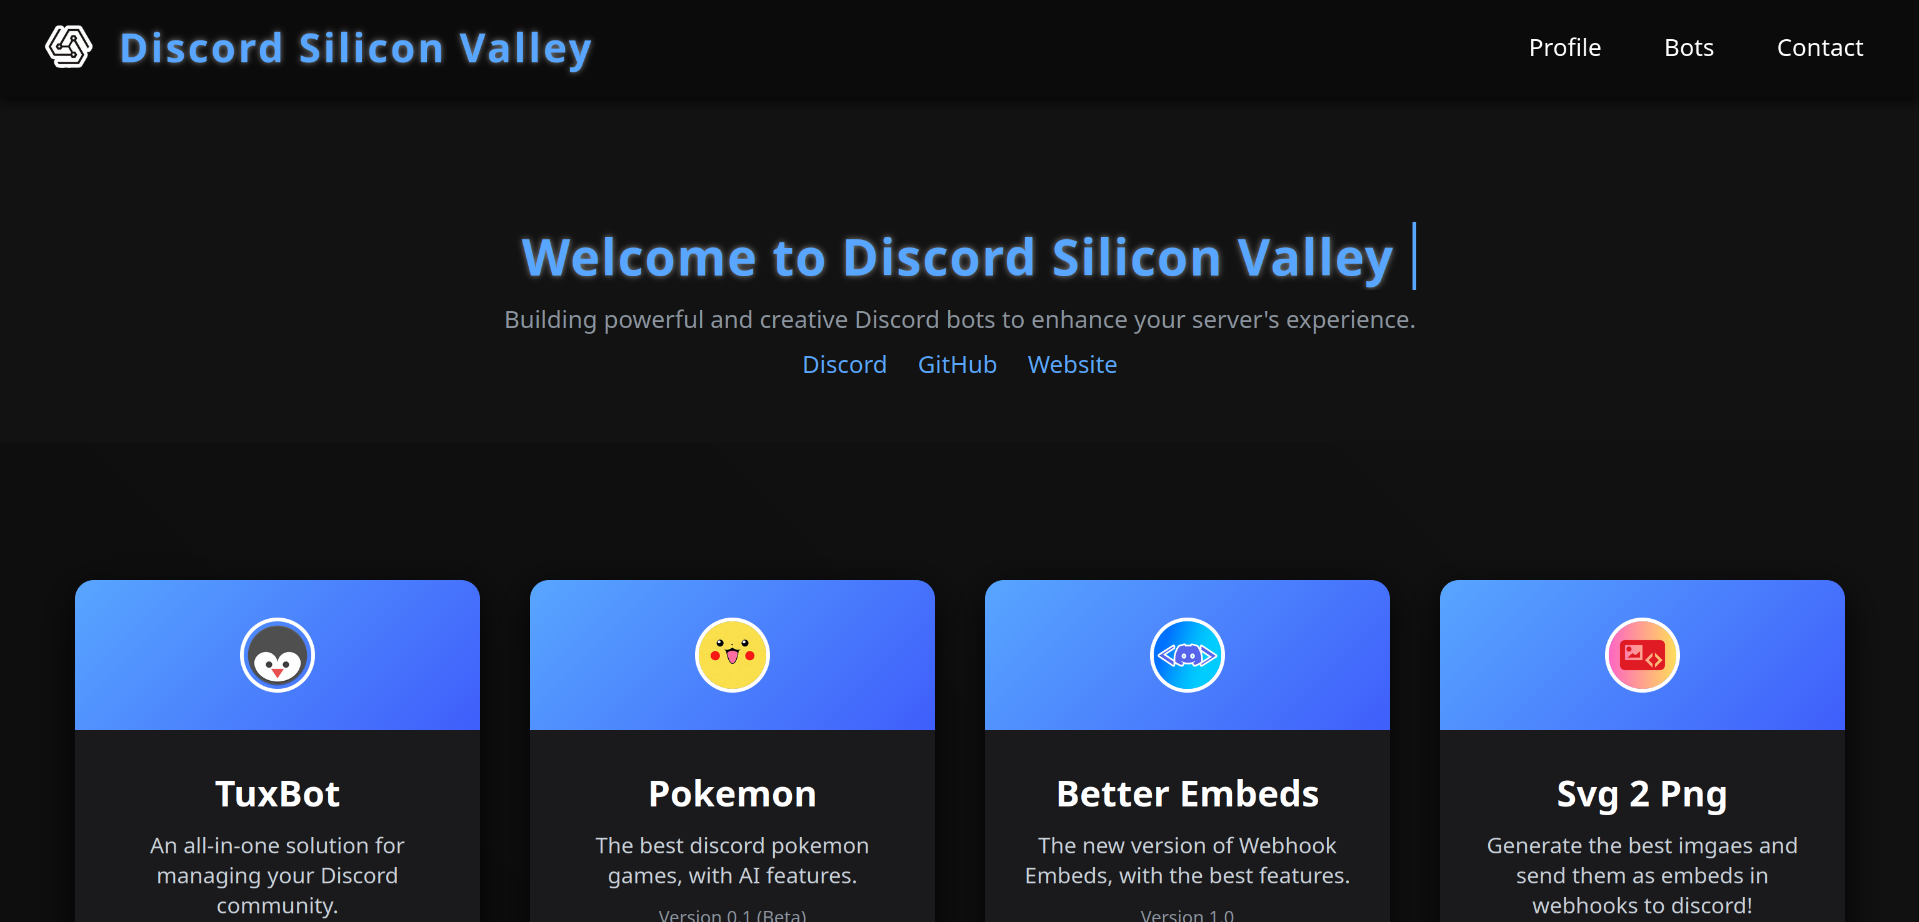 Discord Silicon Valley
Profile
Bots
Contact
Welcome to Discord Silicon Valley
Building powerful and creative Discord bots to enhance your server's experience.
Discord
GitHub
Website
TuxBot
An all-in-one solution for
managing your Discord
community.
Pokemon
The best discord pokemon
games, with AI features.
Version 0.1 (Beta)
Better Embeds
The new version of Webhook
Embeds, with the best features.
Version 1.0
Svg 2 Png
Generate the best imgaes and
send them as embeds in
webhooks to discord!